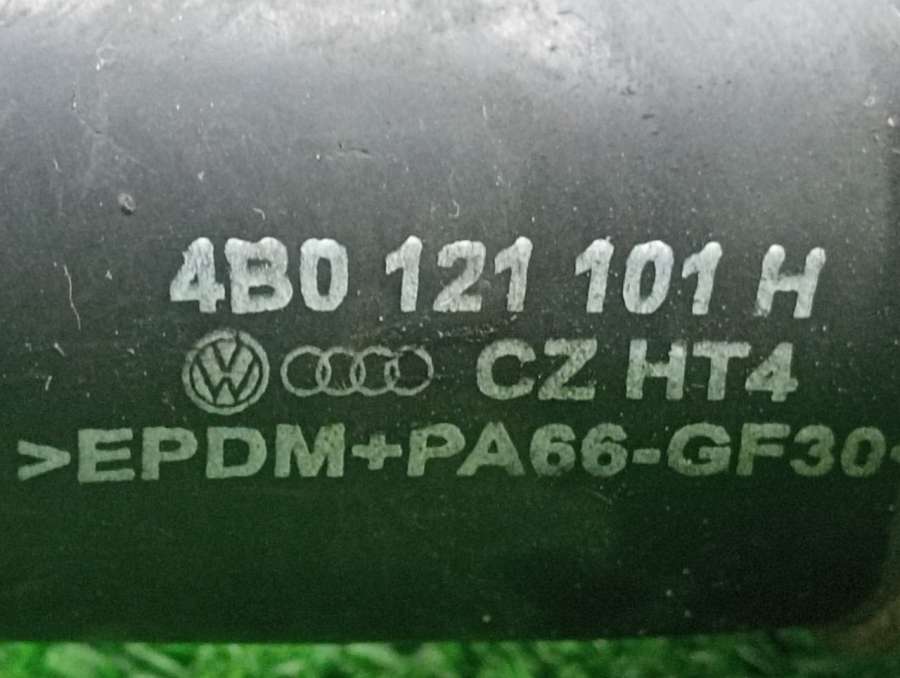 4B0 121 101 H
CZ HT4
>EPDM+PA66-GF30<